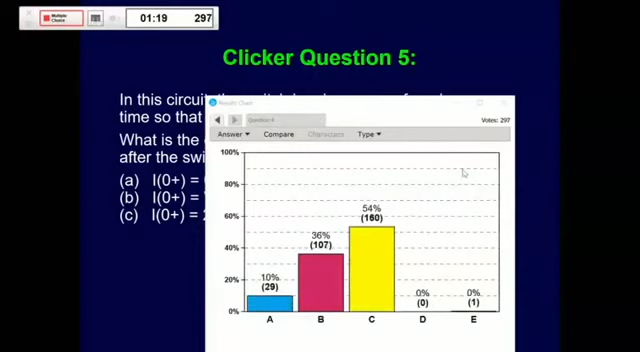 Multiple
Choice
01:19 297
Clicker Question 5:
In this circuit
time so that
What is the
after the swi
(a) I(0+) =
(b) I(0+) =
(c) I(0+) = 2
Results Chart
Votes: 297
Answer Compare Characters Type
100%
80%
60%
40%
20%
0%
10%
(29)
36%
(107)
54%
(160)
0%
(0)
0%
(1)
A B C D E